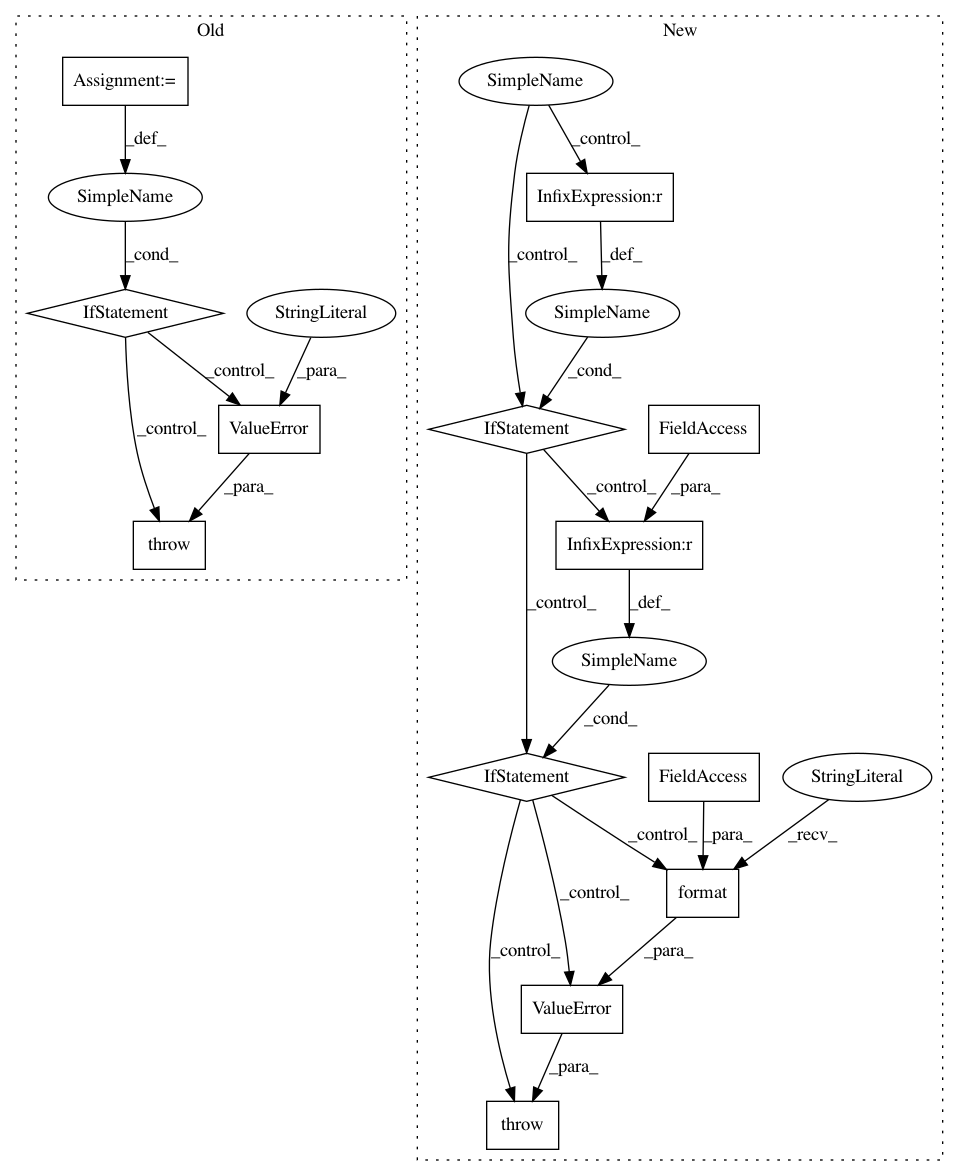 Old
New
Assignment:=
SimpleName
_def_
_control_
SimpleName
InfixExpression:r
_cond_
_control_
_def_
IfStatement
StringLiteral
SimpleName
_control_
_para_
_cond_
_control_
ValueError
IfStatement
FieldAccess
_para_
_control_
_para_
throw
InfixExpression:r
_control_
_def_
SimpleName
_cond_
IfStatement
FieldAccess
StringLiteral
_control_
_para_
_recv_
format
_control_
_control_
_para_
ValueError
_para_
throw